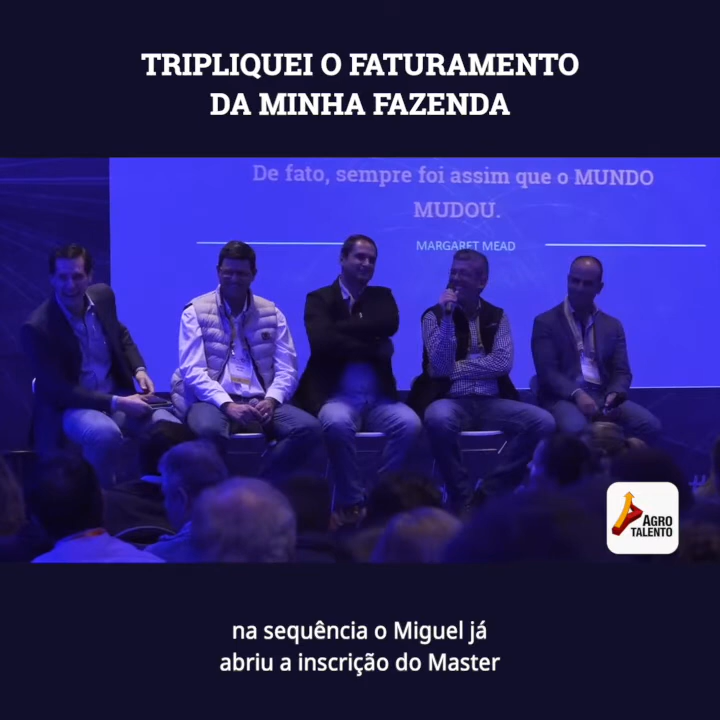 TRIPLIQUEI O FATURAMENTO
DA MINHA FAZENDA
De fato, sempre foi assim que o MUNDO
MUDOU.
MARGARET MEAD
AGRO
TALENTO
na sequência o Miguel já
abriu a inscrição do Master